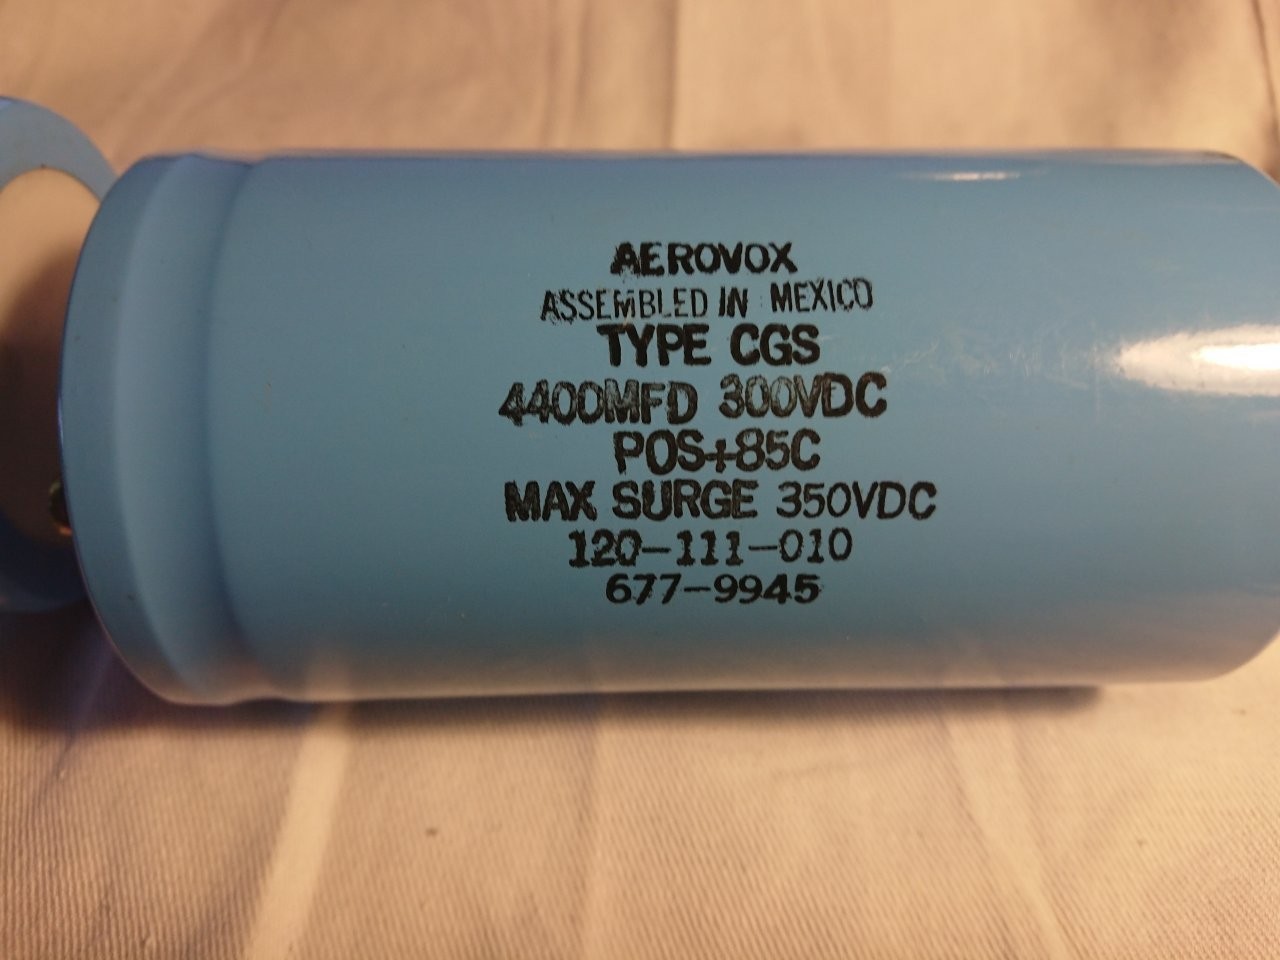 AEROVOX
ASSEMBLED IN MEXICO
TYPE CGS
4400MFD 300VDC
POS+85C
MAX SURGE 350VDC
120-111-010
677-9945